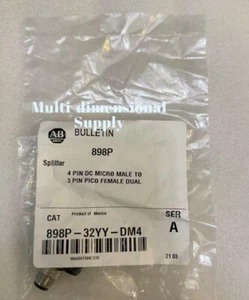 Multi dimensional
Supply
AB
BULLETIN
898P
Splitter
4 PIN DC MICRO MALE TO
3 PIN PICO FEMALE DUAL
Product of Mexico
CAT
SER
898P-32YY-DM4
A
2103